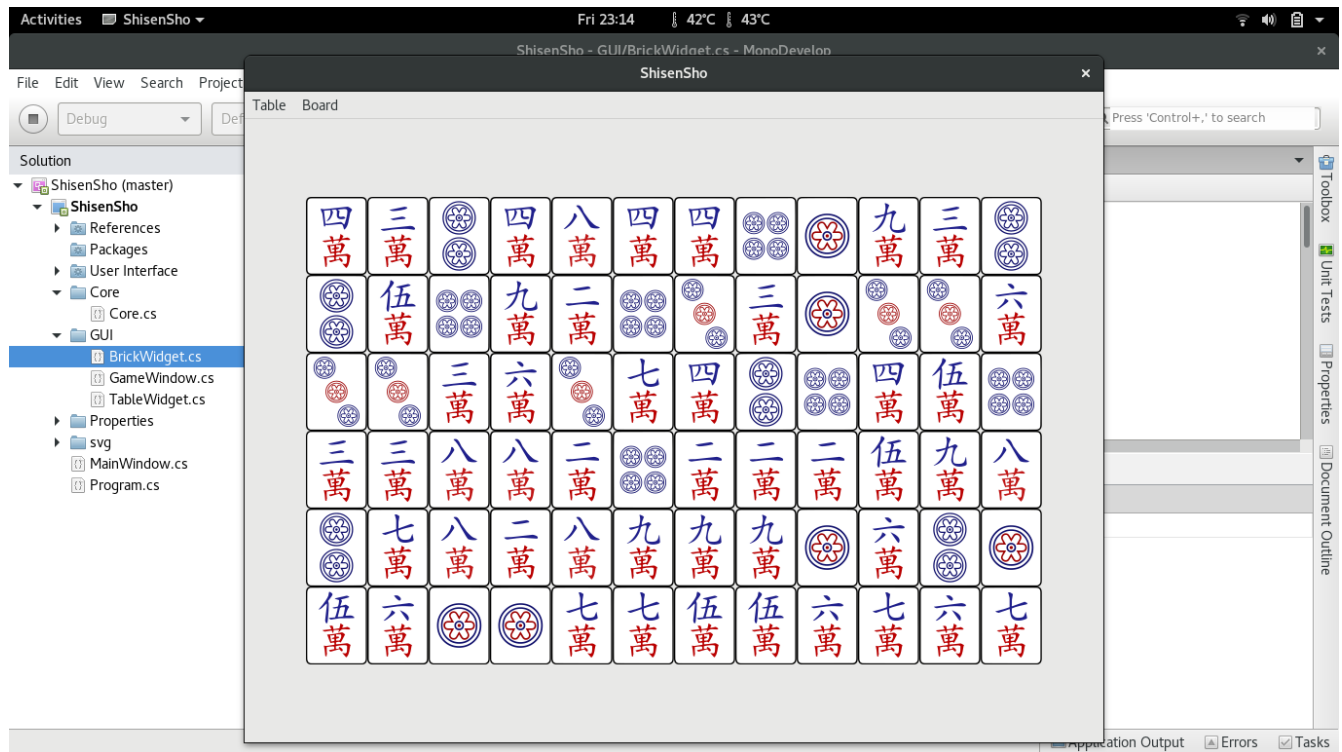 Activities ShisenSho Fri 23:14 42°C 43°C
ShisenSho - GUI/BrickWidget.cs - MonoDevelop
ShisenSho
File Edit View Search Project
Table Board
Debug Def
Press 'Control+,' to search
Solution
ShisenSho (master)
ShisenSho
References
Packages
User Interface
Core
Core.cs
GUI
BrickWidget.cs
GameWindow.cs
TableWidget.cs
Properties
svg
MainWindow.cs
Program.cs
四 三 四 八 四 四 九 三
萬 萬 萬 萬 萬 萬 萬 萬
伍 九 二 三 六
萬 萬 萬 萬 萬
三 六 七 四 四 伍
萬 萬 萬 萬 萬 萬
三 三 八 八 二 二 二 二 伍 九 八
萬 萬 萬 萬 萬 萬 萬 萬 萬 萬 萬
七 八 二 八 九 九 九 六
萬 萬 萬 萬 萬 萬 萬 萬
伍 六 七 七 伍 伍 六 七 六 七
萬 萬 萬 萬 萬 萬 萬 萬 萬 萬
Toolbox
Unit Tests
Properties
Document Outline
Application Output Errors Tasks